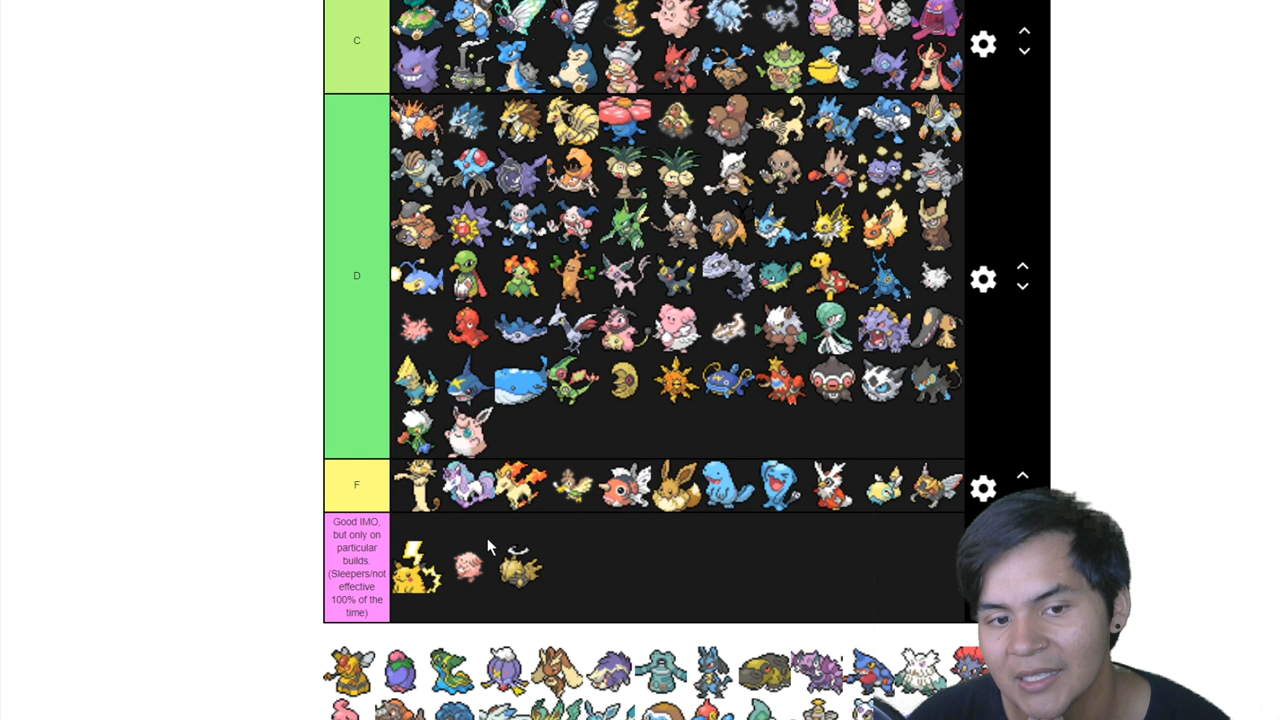 C
D
F
Good IMO,
but only on
particular
builds.
(Sleepers/not
effective
100% of the
time)